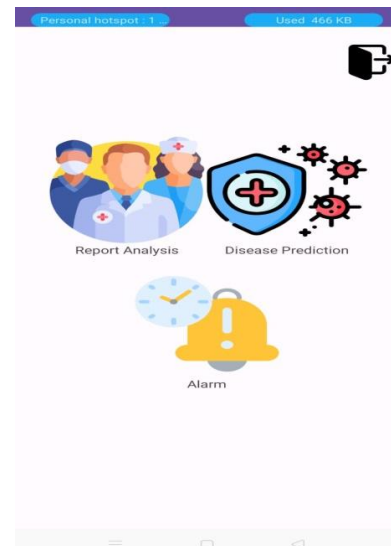 Personal hotspot : 1 ... Used 466 KB
Report Analysis Disease Prediction
Alarm